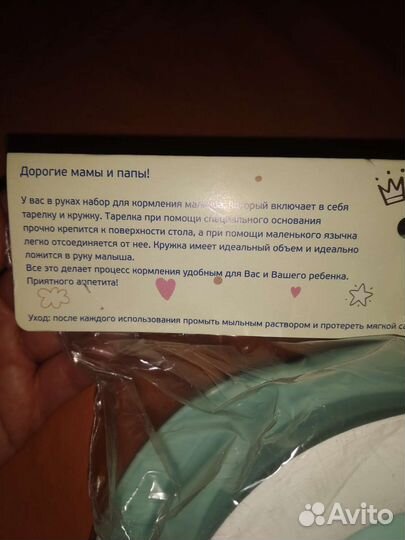 Дорогие мамы и папы!
У вас в руках набор для кормления малыша, который включает в себя
тарелку и кружку. Тарелка при помощи специального основания
прочно крепится к поверхности стола, а при помощи маленького язычка
легко отсоединяется от нее. Кружка имеет идеальный объем и идеально
ложится в руку малыша.
Все это делает процесс кормления удобным для Вас и Вашего ребенка.
Приятного аппетита!
Уход: после каждого использования промыть мыльным раствором и протереть мягкой са
Avito